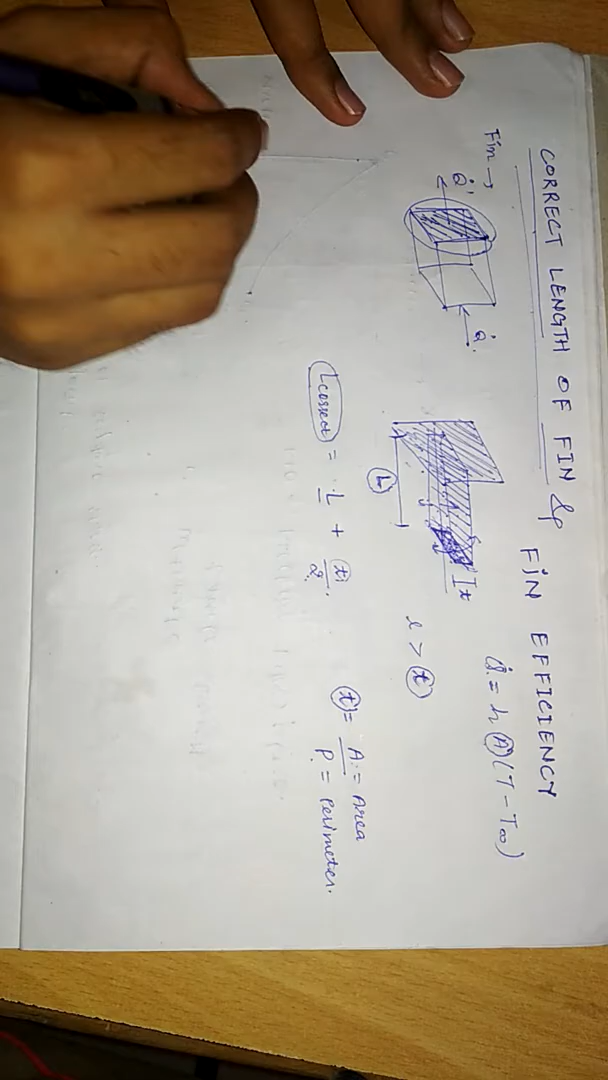 CORRECT LENGTH OF FIN & FIN EFFICIENCY
Fin → Q̇ Q̇ Q̇ = h A (T - T∞)
t
L l > t
Lcorrect = L + t/2 t = A = Area
P = Perimeter.